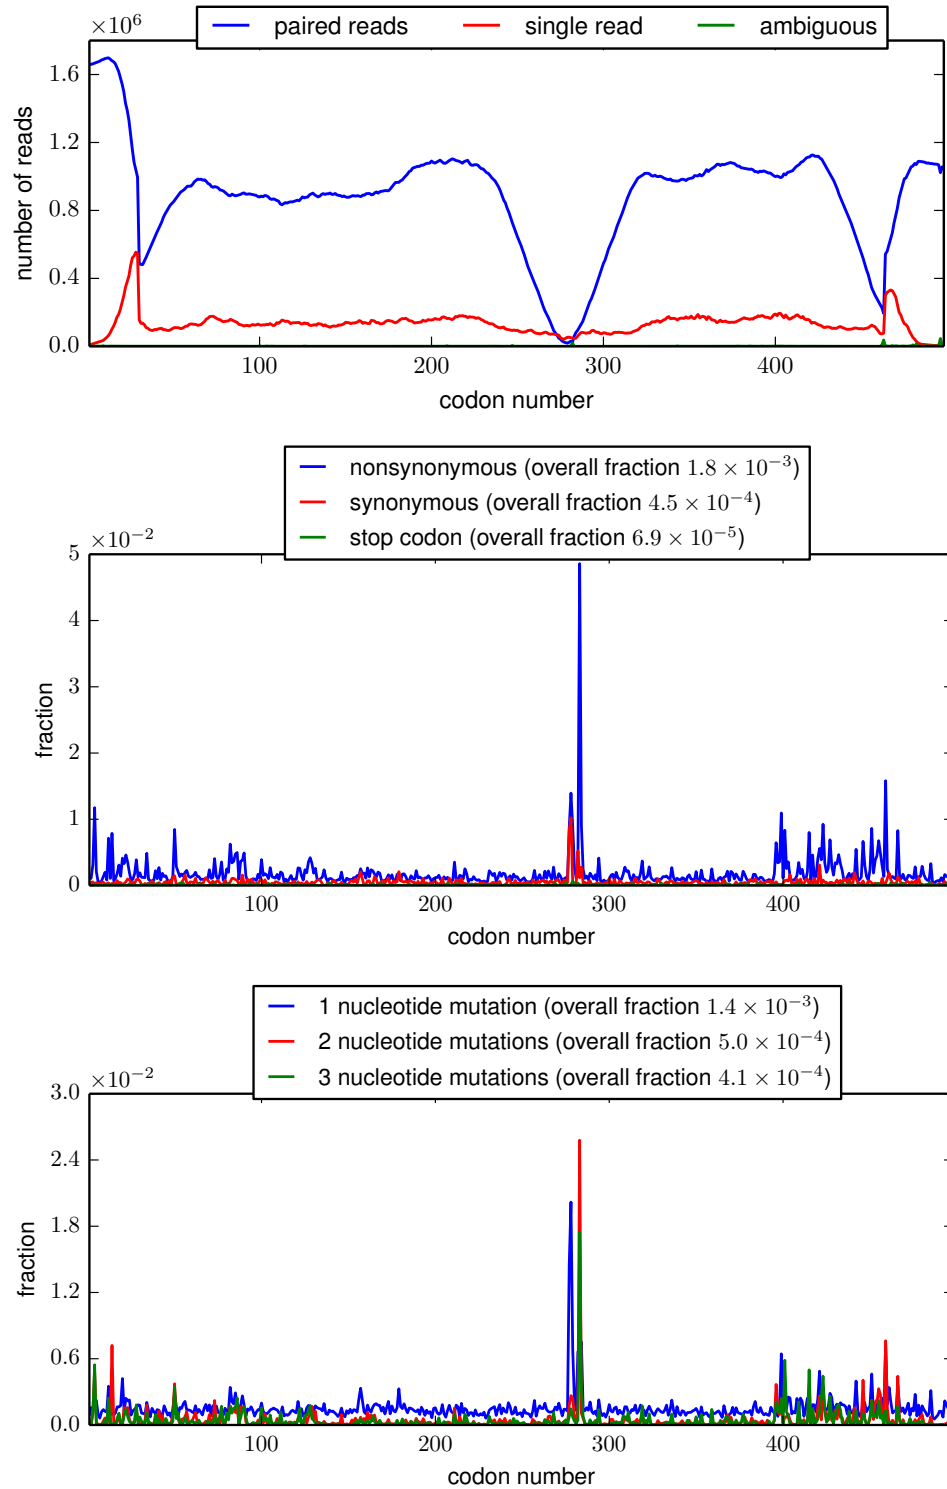 paired reads single read ambiguous
×10⁶
1.6
1.2
0.8
0.4
0.0
number of reads
100 200 300 400
codon number
nonsynonymous (overall fraction 1.8 × 10⁻³)
synonymous (overall fraction 4.5 × 10⁻⁴)
stop codon (overall fraction 6.9 × 10⁻⁵)
×10⁻²
5
4
3
2
1
0
fraction
100 200 300 400
codon number
1 nucleotide mutation (overall fraction 1.4 × 10⁻³)
2 nucleotide mutations (overall fraction 5.0 × 10⁻⁴)
3 nucleotide mutations (overall fraction 4.1 × 10⁻⁴)
×10⁻²
3.0
2.4
1.8
1.2
0.6
0.0
fraction
100 200 300 400
codon number